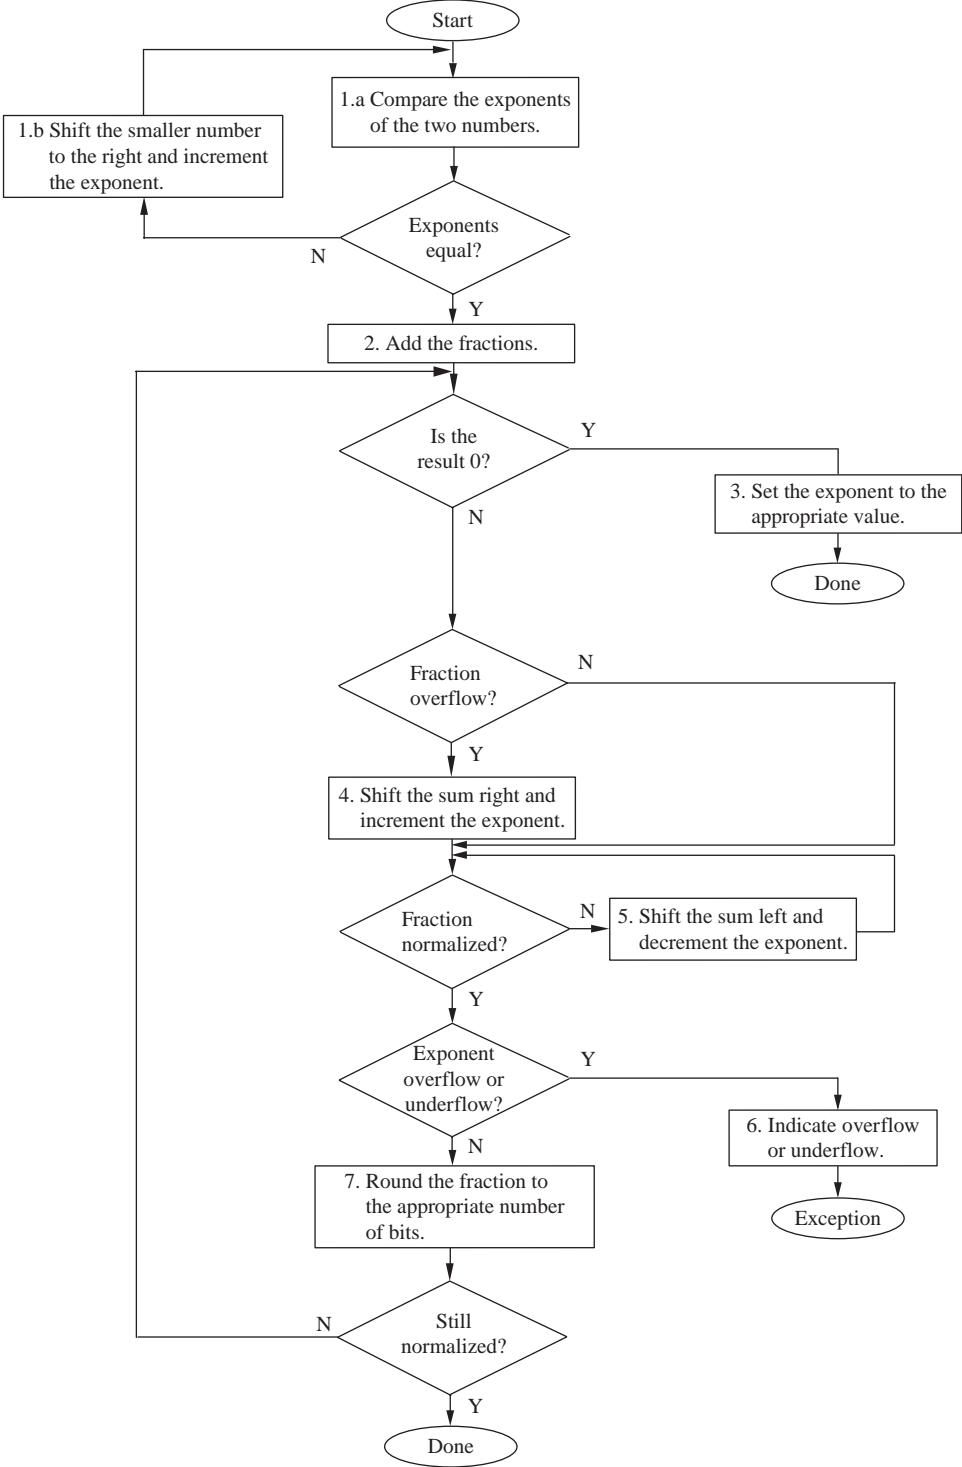 Start
1.a Compare the exponents
of the two numbers.
1.b Shift the smaller number
to the right and increment
the exponent.
Exponents
equal?
N
Y
2. Add the fractions.
Is the
result 0?
Y
N
3. Set the exponent to the
appropriate value.
Done
Fraction
overflow?
N
Y
4. Shift the sum right and
increment the exponent.
Fraction
normalized?
N
5. Shift the sum left and
decrement the exponent.
Y
Exponent
overflow or
underflow?
Y
N
6. Indicate overflow
or underflow.
Exception
7. Round the fraction to
the appropriate number
of bits.
Still
normalized?
N
Y
Done